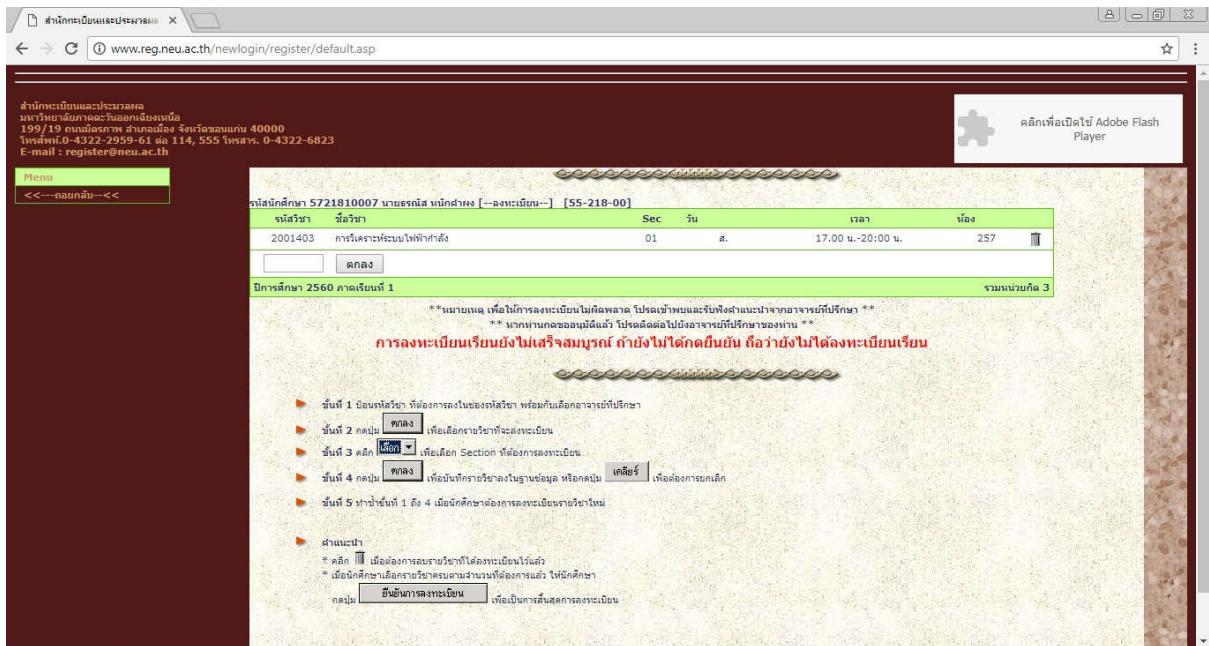 สำนักทะเบียนและประมวลผล
www.reg.neu.ac.th/newlogin/register/default.asp
สำนักทะเบียนและประมวลผล
มหาวิทยาลัยภาคตะวันออกเฉียงเหนือ
199/19 ถนนมิตรภาพ อำเภอเมือง จังหวัดขอนแก่น 40000
โทรศัพท์.0-4322-2959-61 ต่อ 114, 555 โทรสาร. 0-4322-6823
E-mail : register@neu.ac.th
คลิกเพื่อเปิดใช้ Adobe Flash
Player
Menu
<<---ถอยกลับ--<<
รหัสนักศึกษา 5721810007 นายธรณัส [--ลงทะเบียน--] [55-218-00]
รหัสวิชา ชื่อวิชา Sec วัน เวลา ห้อง
2001403 การวิเคราะห์ระบบไฟฟ้ากำลัง 01 ส. 17.00 น.-20:00 น. 257
ตกลง
ปีการศึกษา 2560 ภาคเรียนที่ 1 รวมหน่วยกิต 3
**หมายเหตุ เพื่อให้การลงทะเบียนไม่ผิดพลาด โปรดเข้าพบและรับฟังคำแนะนำจากอาจารย์ที่ปรึกษา **
** หากท่านกดขออนุมัติแล้ว โปรดติดต่อไปยังอาจารย์ที่ปรึกษาของท่าน **
การลงทะเบียนเรียนยังไม่เสร็จสมบูรณ์ ถ้ายังไม่ได้กดยืนยัน ถือว่ายังไม่ได้ลงทะเบียนเรียน
ขั้นที่ 1 ป้อนรหัสวิชา ที่ต้องการลงในช่องรหัสวิชา พร้อมกับเลือกอาจารย์ที่ปรึกษา
ขั้นที่ 2 กดปุ่ม ตกลง เพื่อเลือกรายวิชาที่จะลงทะเบียน
ขั้นที่ 3 คลิก เลือก เพื่อเลือก Section ที่ต้องการลงทะเบียน
ขั้นที่ 4 กดปุ่ม ตกลง เพื่อบันทึกรายวิชาลงในฐานข้อมูล หรือกดปุ่ม เคลียร์ เพื่อต้องการยกเลิก
ขั้นที่ 5 ทำซ้ำขั้นที่ 1 ถึง 4 เมื่อนักศึกษาต้องการลงทะเบียนรายวิชาใหม่
คำแนะนำ
* คลิก เมื่อต้องการลบรายวิชาที่ได้ลงทะเบียนไว้แล้ว
* เมื่อนักศึกษาเลือกรายวิชาครบตามจำนวนที่ต้องการแล้ว ให้นักศึกษา
กดปุ่ม ยืนยันการลงทะเบียน เพื่อเป็นการสิ้นสุดการลงทะเบียน